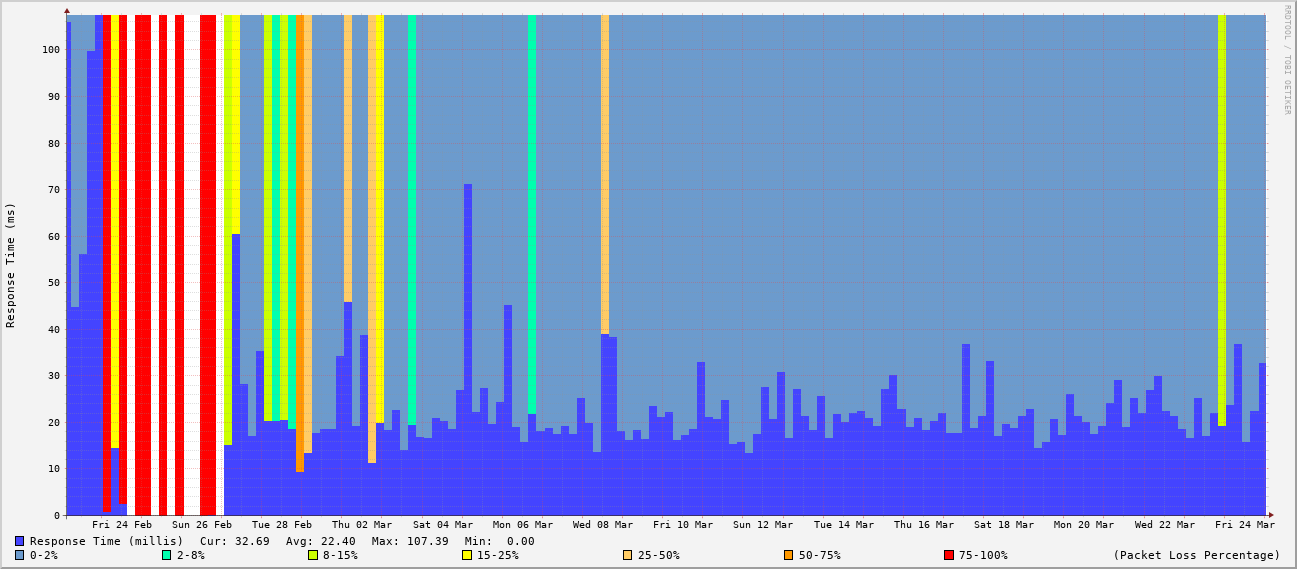 RRDTOOL / TOBI OETIKER
Response Time (ms)
100
90
80
70
60
50
40
30
20
10
0
Fri 24 Feb Sun 26 Feb Tue 28 Feb Thu 02 Mar Sat 04 Mar Mon 06 Mar Wed 08 Mar Fri 10 Mar Sun 12 Mar Tue 14 Mar Thu 16 Mar Sat 18 Mar Mon 20 Mar Wed 22 Mar Fri 24 Mar
Response Time (millis) Cur: 32.69 Avg: 22.40 Max: 107.39 Min: 0.00
0-2% 2-8% 8-15% 15-25% 25-50% 50-75% 75-100% (Packet Loss Percentage)